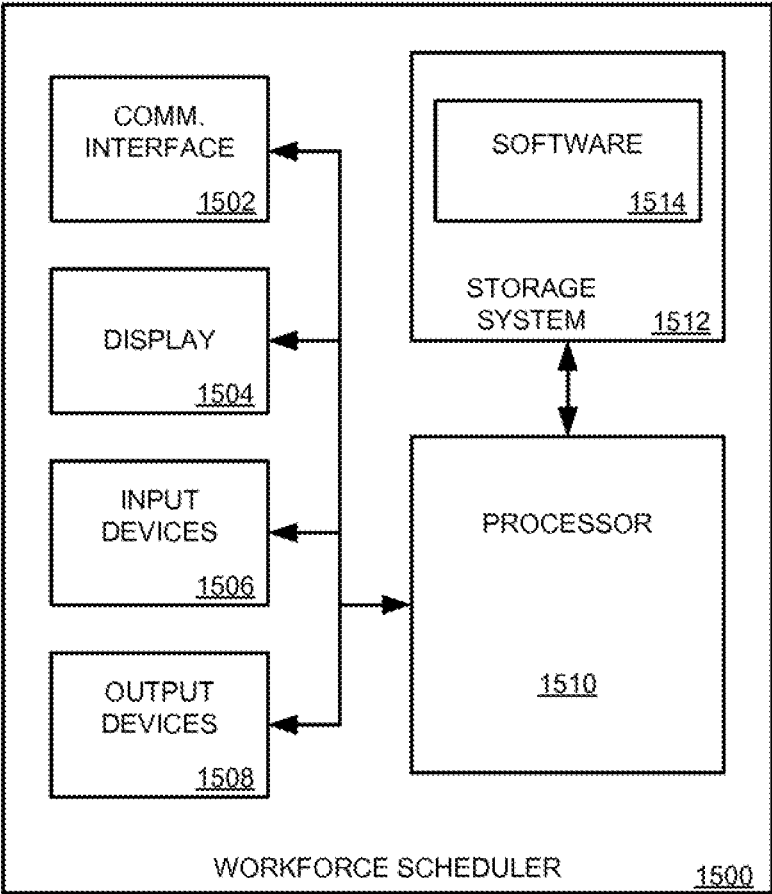 COMM.
INTERFACE
1502
DISPLAY
1504
INPUT
DEVICES
1506
OUTPUT
DEVICES
1508
SOFTWARE
1514
STORAGE
SYSTEM
1512
PROCESSOR
1510
WORKFORCE SCHEDULER
1500